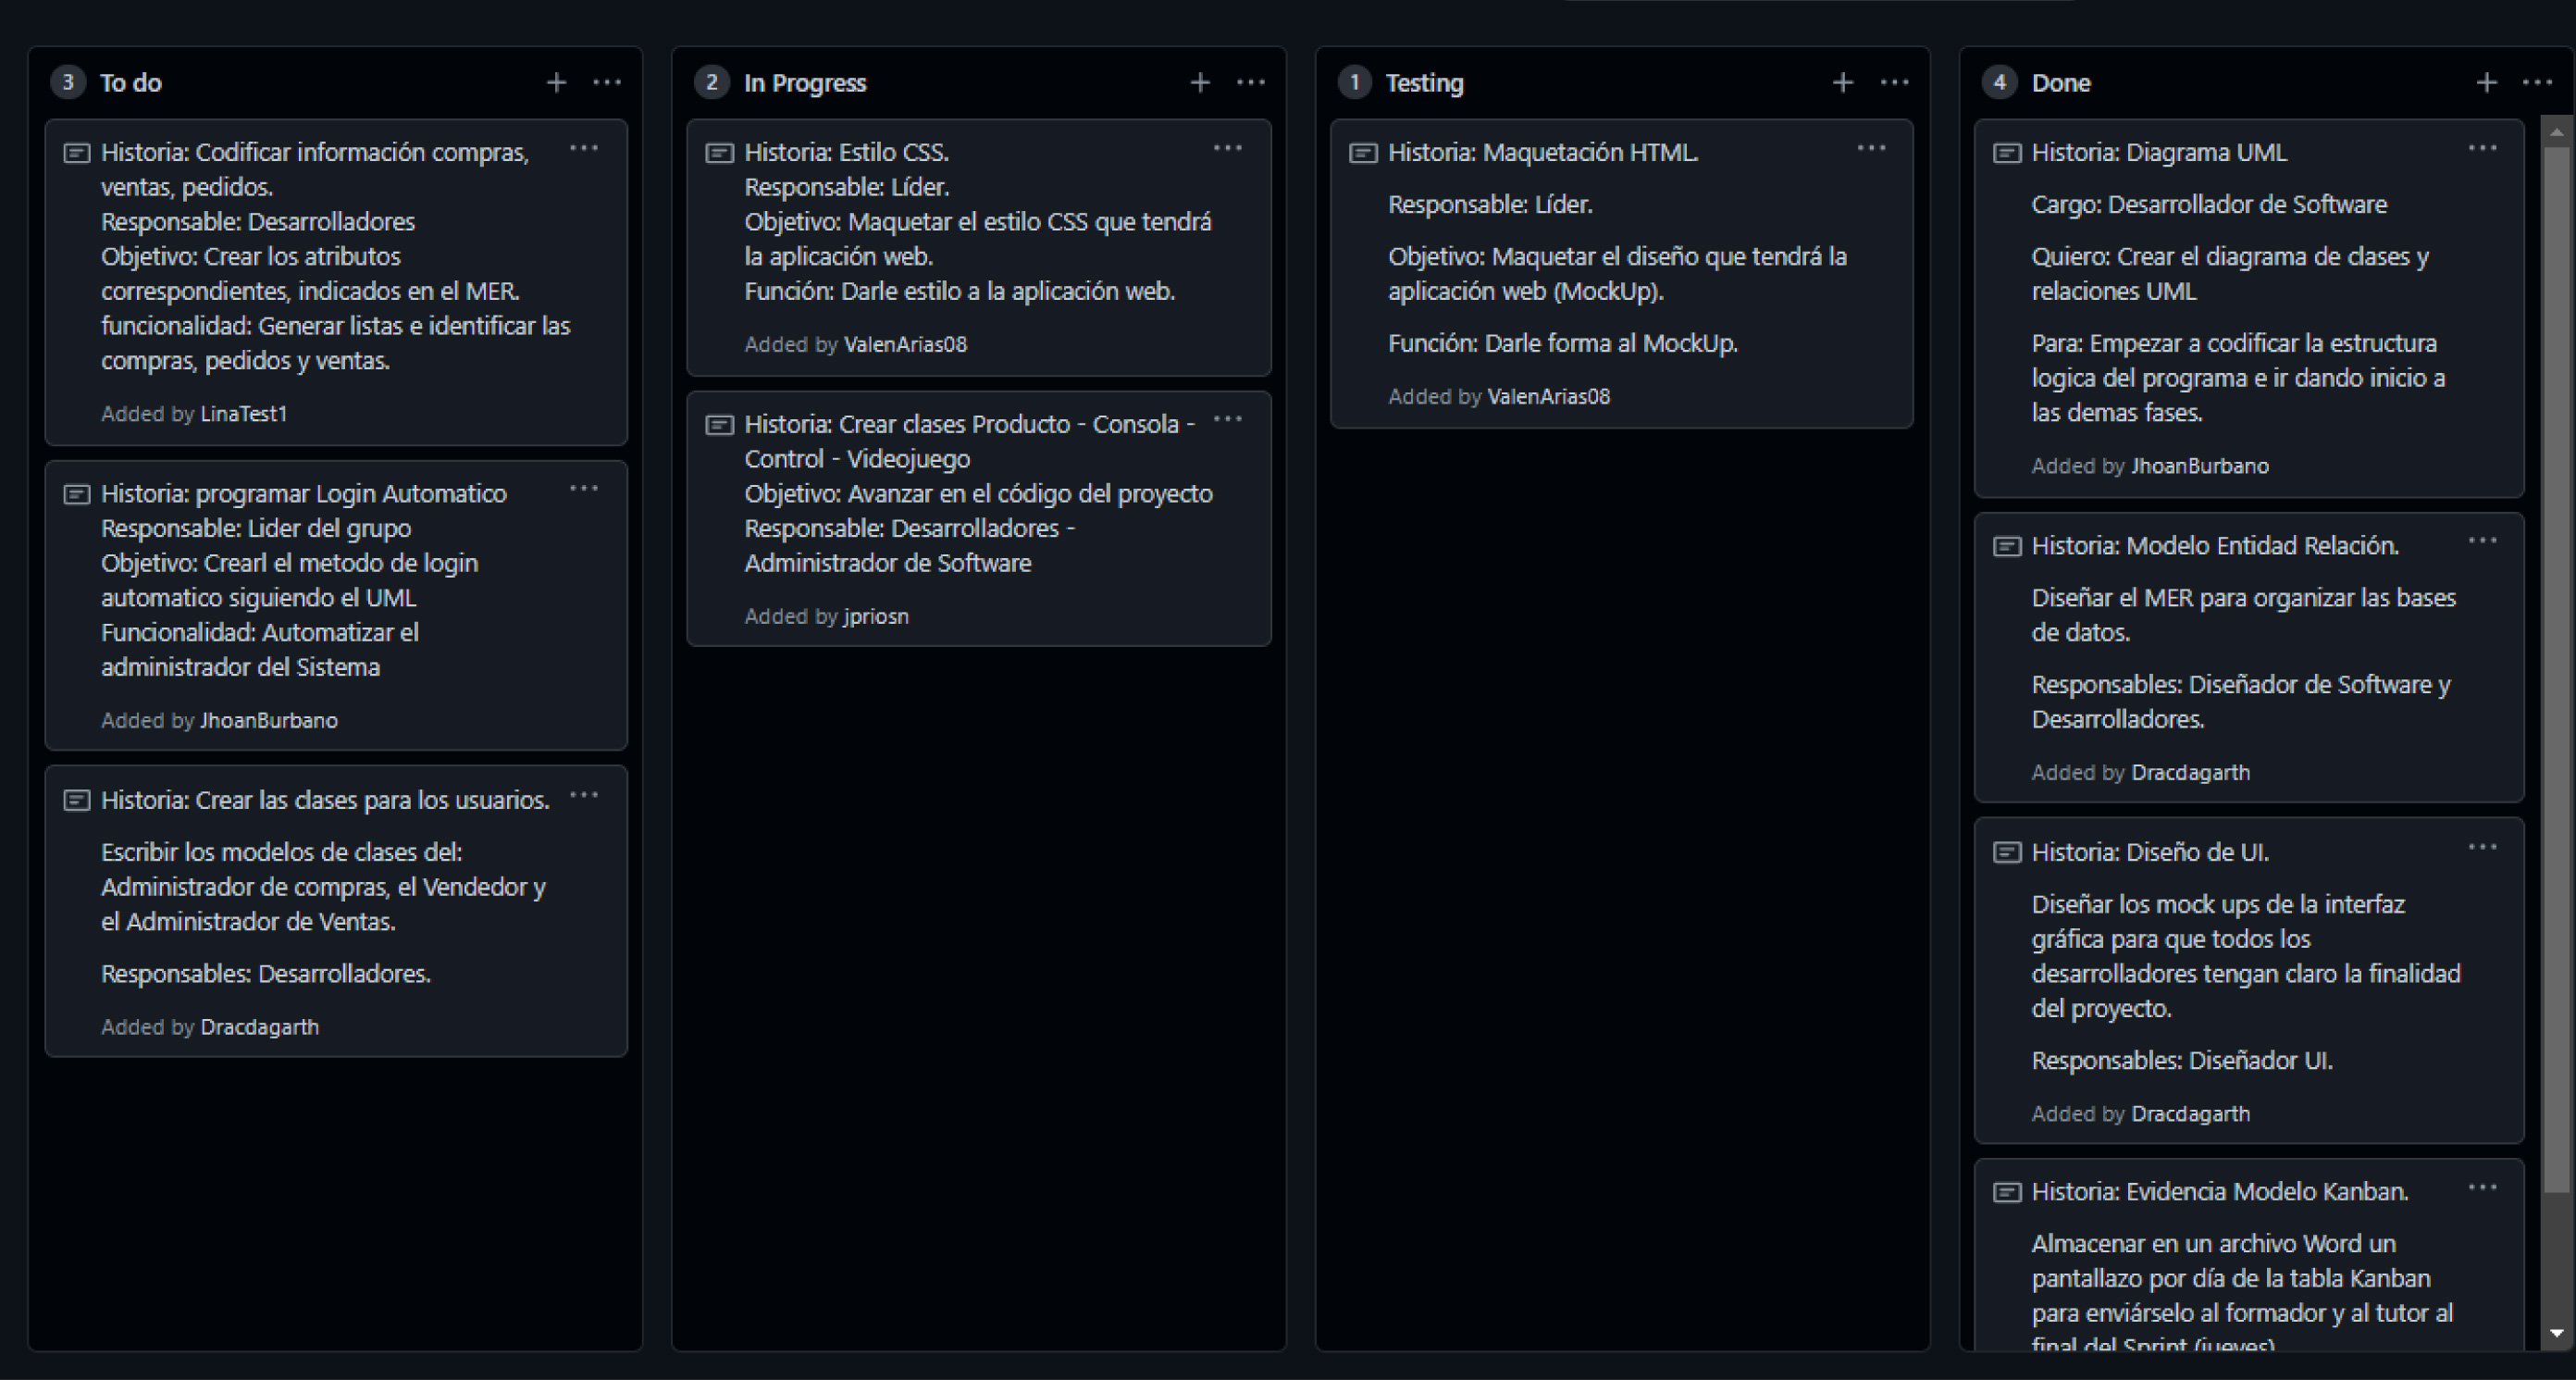 3 To do
Historia: Codificar información compras,
ventas, pedidos.
Responsable: Desarrolladores
Objetivo: Crear los atributos
correspondientes, indicados en el MER.
funcionalidad: Generar listas e identificar las
compras, pedidos y ventas.
Added by LinaTest1
Historia: programar Login Automatico
Responsable: Lider del grupo
Objetivo: Crearl el metodo de login
automatico siguiendo el UML
Funcionalidad: Automatizar el
administrador del Sistema
Added by JhoanBurbano
Historia: Crear las clases para los usuarios.
Escribir los modelos de clases del:
Administrador de compras, el Vendedor y
el Administrador de Ventas.
Responsables: Desarrolladores.
Added by Dracdagarth
2 In Progress
Historia: Estilo CSS.
Responsable: Líder.
Objetivo: Maquetar el estilo CSS que tendrá
la aplicación web.
Función: Darle estilo a la aplicación web.
Added by ValenArias08
Historia: Crear clases Producto - Consola -
Control - Videojuego
Objetivo: Avanzar en el código del proyecto
Responsable: Desarrolladores -
Administrador de Software
Added by jpriosn
1 Testing
Historia: Maquetación HTML.
Responsable: Líder.
Objetivo: Maquetar el diseño que tendrá la
aplicación web (MockUp).
Función: Darle forma al MockUp.
Added by ValenArias08
4 Done
Historia: Diagrama UML
Cargo: Desarrollador de Software
Quiero: Crear el diagrama de clases y
relaciones UML
Para: Empezar a codificar la estructura
logica del programa e ir dando inicio a
las demas fases.
Added by JhoanBurbano
Historia: Modelo Entidad Relación.
Diseñar el MER para organizar las bases
de datos.
Responsables: Diseñador de Software y
Desarrolladores.
Added by Dracdagarth
Historia: Diseño de UI.
Diseñar los mock ups de la interfaz
gráfica para que todos los
desarrolladores tengan claro la finalidad
del proyecto.
Responsables: Diseñador UI.
Added by Dracdagarth
Historia: Evidencia Modelo Kanban.
Almacenar en un archivo Word un
pantallazo por día de la tabla Kanban
para enviárselo al formador y al tutor al
final del Sprint (jueves)